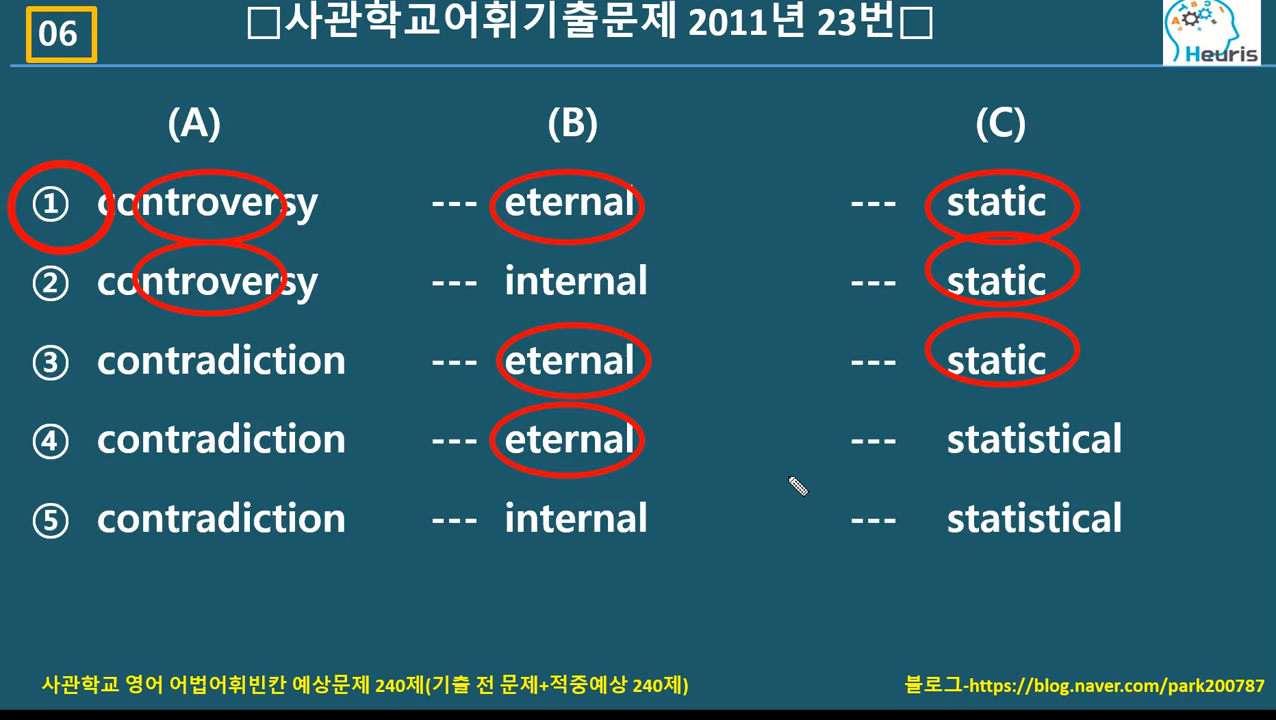 06
□사관학교어휘기출문제 2011년 23번□
Heuris
(A) (B) (C)
① controversy --- eternal --- static
② controversy --- internal --- static
③ contradiction --- eternal --- static
④ contradiction --- eternal --- statistical
⑤ contradiction --- internal --- statistical
사관학교 영어 어법어휘빈칸 예상문제 240제(기출 전 문제+적중예상 240제)
블로그-https://blog.naver.com/park200787